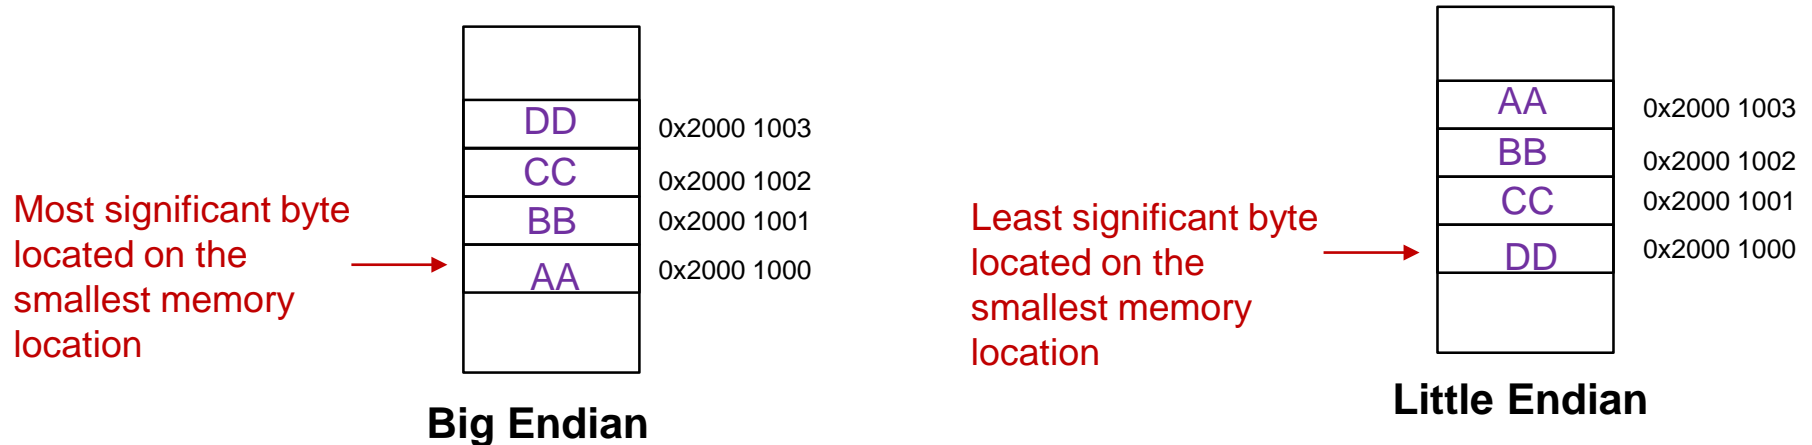 Most significant byte
located on the
smallest memory
location
DD 0x2000 1003
CC 0x2000 1002
BB 0x2000 1001
AA 0x2000 1000
Big Endian
Least significant byte
located on the
smallest memory
location
AA 0x2000 1003
BB 0x2000 1002
CC 0x2000 1001
DD 0x2000 1000
Little Endian